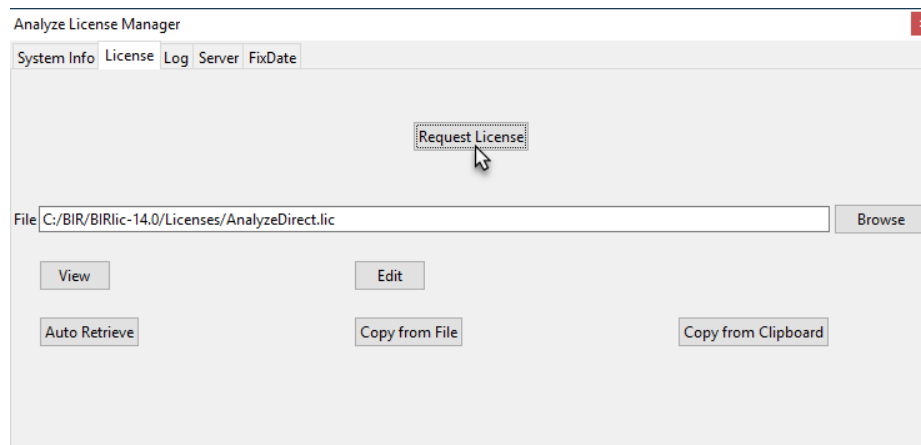 Analyze License Manager
System Info License Log Server FixDate
Request License
File C:/BIR/BIRlic-14.0/Licenses/AnalyzeDirect.lic Browse
View Edit
Auto Retrieve Copy from File Copy from Clipboard